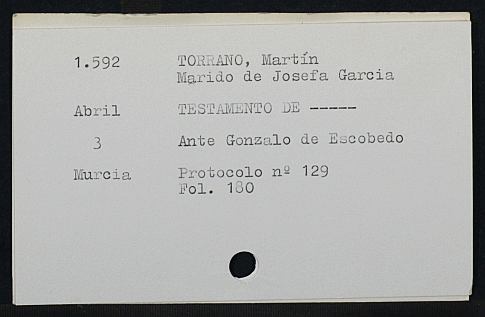 1.592 TORRANO, Martín
Marido de Josefa Garcia
Abril TESTAMENTO DE -----
3 Ante Gonzalo de Escobedo
Murcia Protocolo nº 129
Fol. 180